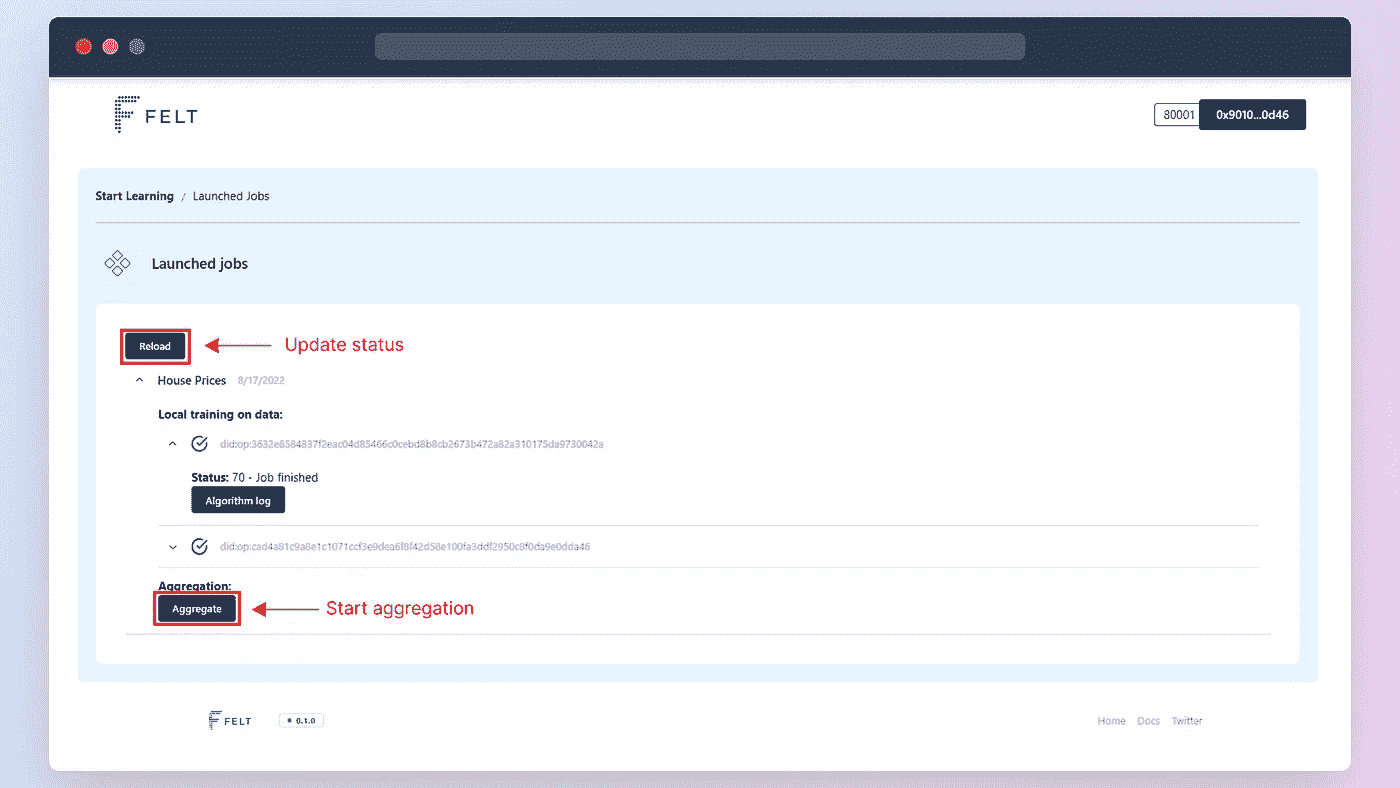 FELT
80001 0x9010...0d46
Start Learning / Launched Jobs
Launched jobs
Reload Update status
House Prices 8/17/2022
Local training on data:
did:op:3632e8584837f2eac04d85466c0cebd8b8cb2673b472a82a310175da9730042a
Status: 70 - Job finished
Algorithm log
did:op:cad4a81c9a8e1c1071ccf3e9dea6f8f42d58e100fa3ddf2950c8f0da9e0dda46
Aggregation:
Aggregate Start aggregation
FELT 0.1.0 Home Docs Twitter